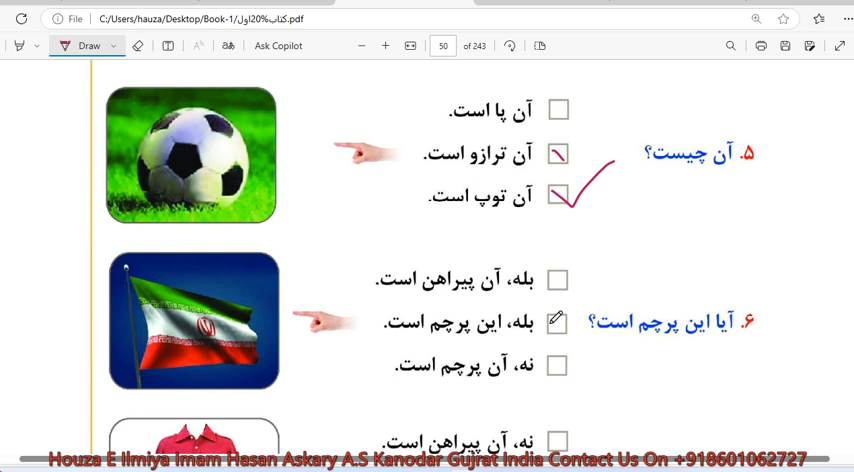 File
C:/Users/hauza/Desktop/Book-1/کتاب%20اول.pdf
Draw
Ask Copilot
50 of 243
۵. آن چیست؟
آن پا است.
آن ترازو است.
آن توپ است.
۶. آیا این پرچم است؟
بله، آن پیراهن است.
بله، این پرچم است.
نه، آن پرچم است.
نه، آن پیراهن است.
Houza E Ilmiya Imam Hasan Askary A.S Kanodar Gujrat India Contact Us On +918601062727